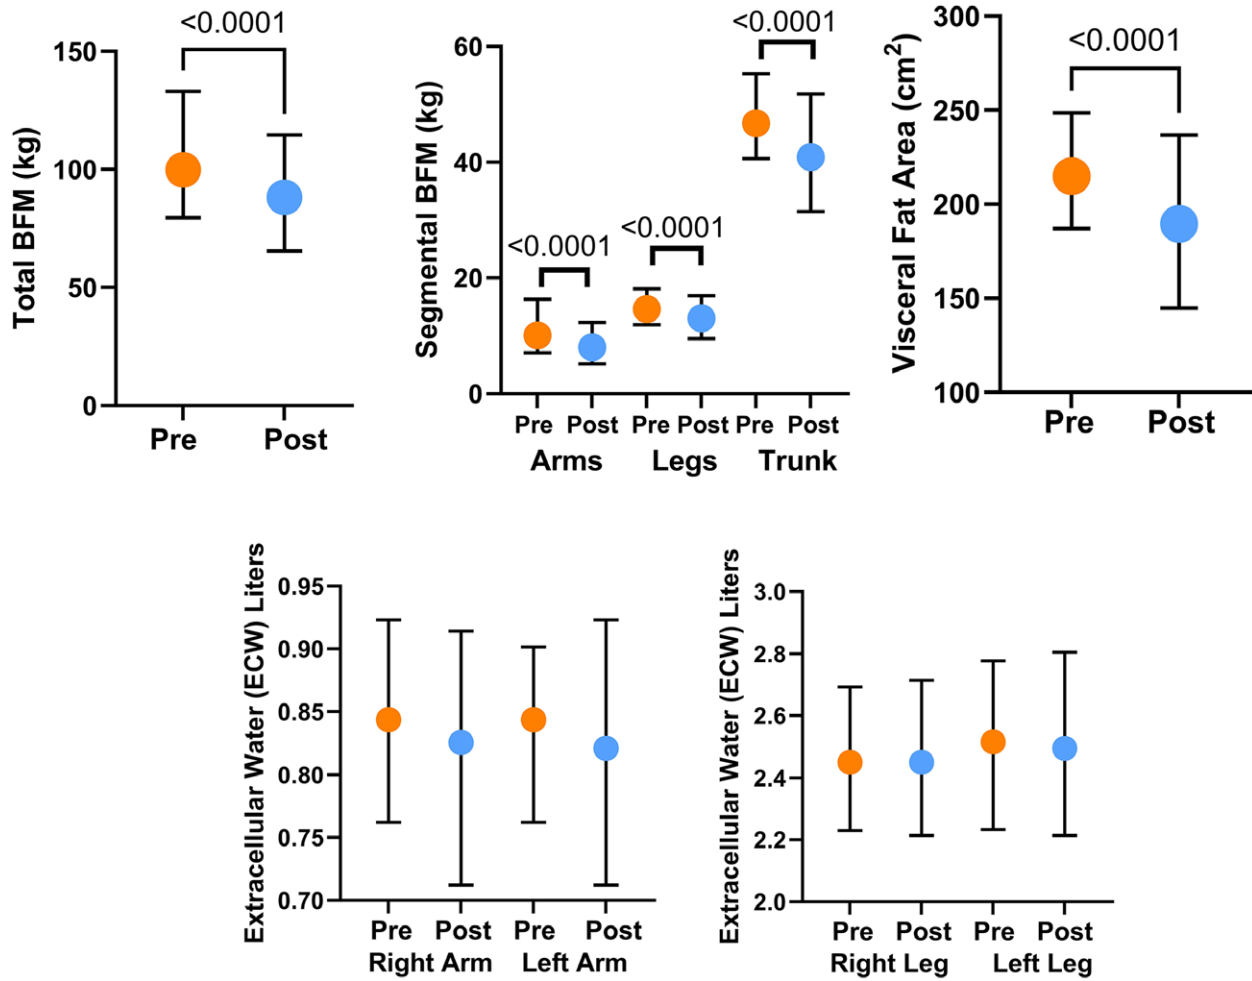 Total BFM (kg)
<0.0001
150
100
50
0
Pre Post
Segmental BFM (kg)
<0.0001
<0.0001
<0.0001
60
40
20
0
Pre Post Pre Post Pre Post
Arms Legs Trunk
Visceral Fat Area (cm²)
<0.0001
300
250
200
150
100
Pre Post
Extracellular Water (ECW) Liters
0.95
0.90
0.85
0.80
0.75
0.70
Pre Post Pre Post
Right Arm Left Arm
Extracellular Water (ECW) Liters
3.0
2.8
2.6
2.4
2.2
2.0
Pre Post Pre Post
Right Leg Left Leg